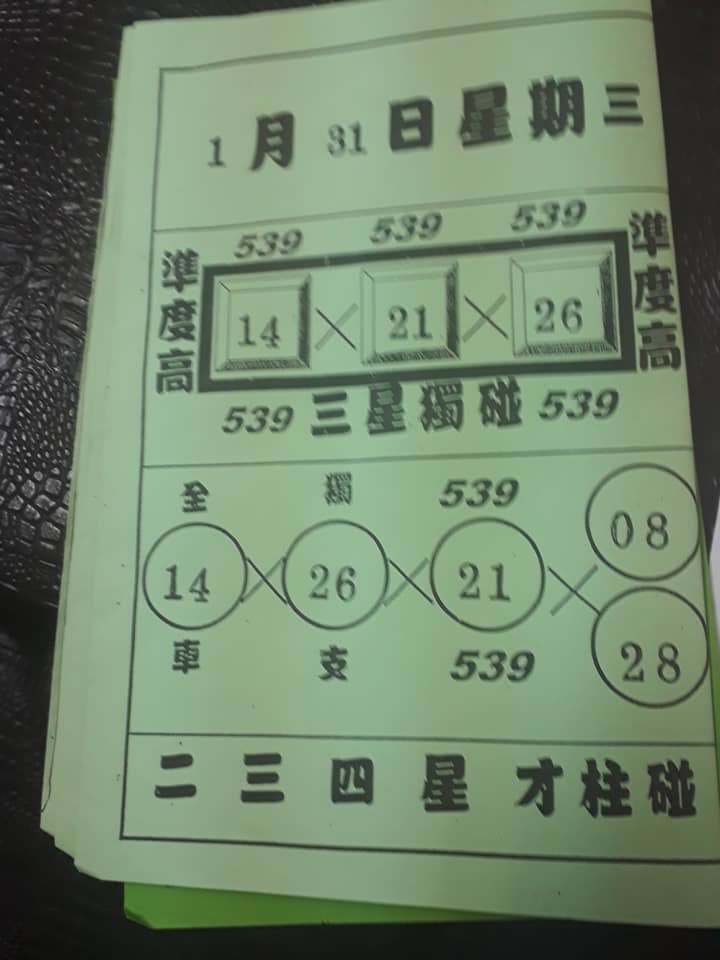 1月31日星期三
539 539 539
準度高 14 × 21 × 26 準度高
539 三星獨碰 539
全 獨 539 08
14 × 26 × 21 ×
車 支 539 28
二三四星才柱碰